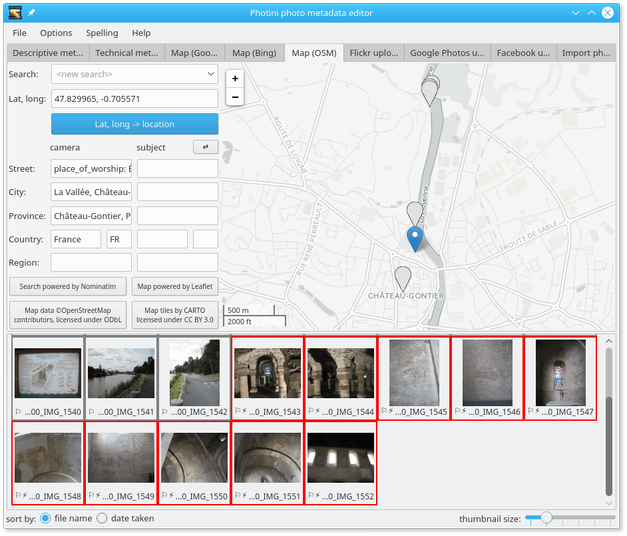 Photini photo metadata editor
File Options Spelling Help
Descriptive met... Technical met... Map (Goo... Map (Bing) Map (OSM) Flickr uplo... Google Photos u... Facebook u... Import ph...
Search: <new search>
Lat, long: 47.829965, -0.705571
Lat, long -> location
camera subject
Street: place_of_worship:
City: La Vallée, Château-
Province: Château-Gontier, P
Country: France FR
Region:
Search powered by Nominatim
Map powered by Leaflet
Map data ©OpenStreetMap
contributors, licensed under ODbL
Map tiles by CARTO
licensed under CC BY 3.0
+
−
ROUTE DE LOIGNÉ
RUE RENÉ PERREAULT
ROUTE DE SABLÉ
CHÂTEAU-GONTIER
500 m
2000 ft
...00_IMG_1540 ...00_IMG_1541 ...00_IMG_1542 ...0_IMG_1543 ...0_IMG_1544 ...0_IMG_1545 ...0_IMG_1546 ...0_IMG_1547
...0_IMG_1548 ...0_IMG_1549 ...0_IMG_1550 ...0_IMG_1551 ...0_IMG_1552
sort by: file name date taken
thumbnail size: